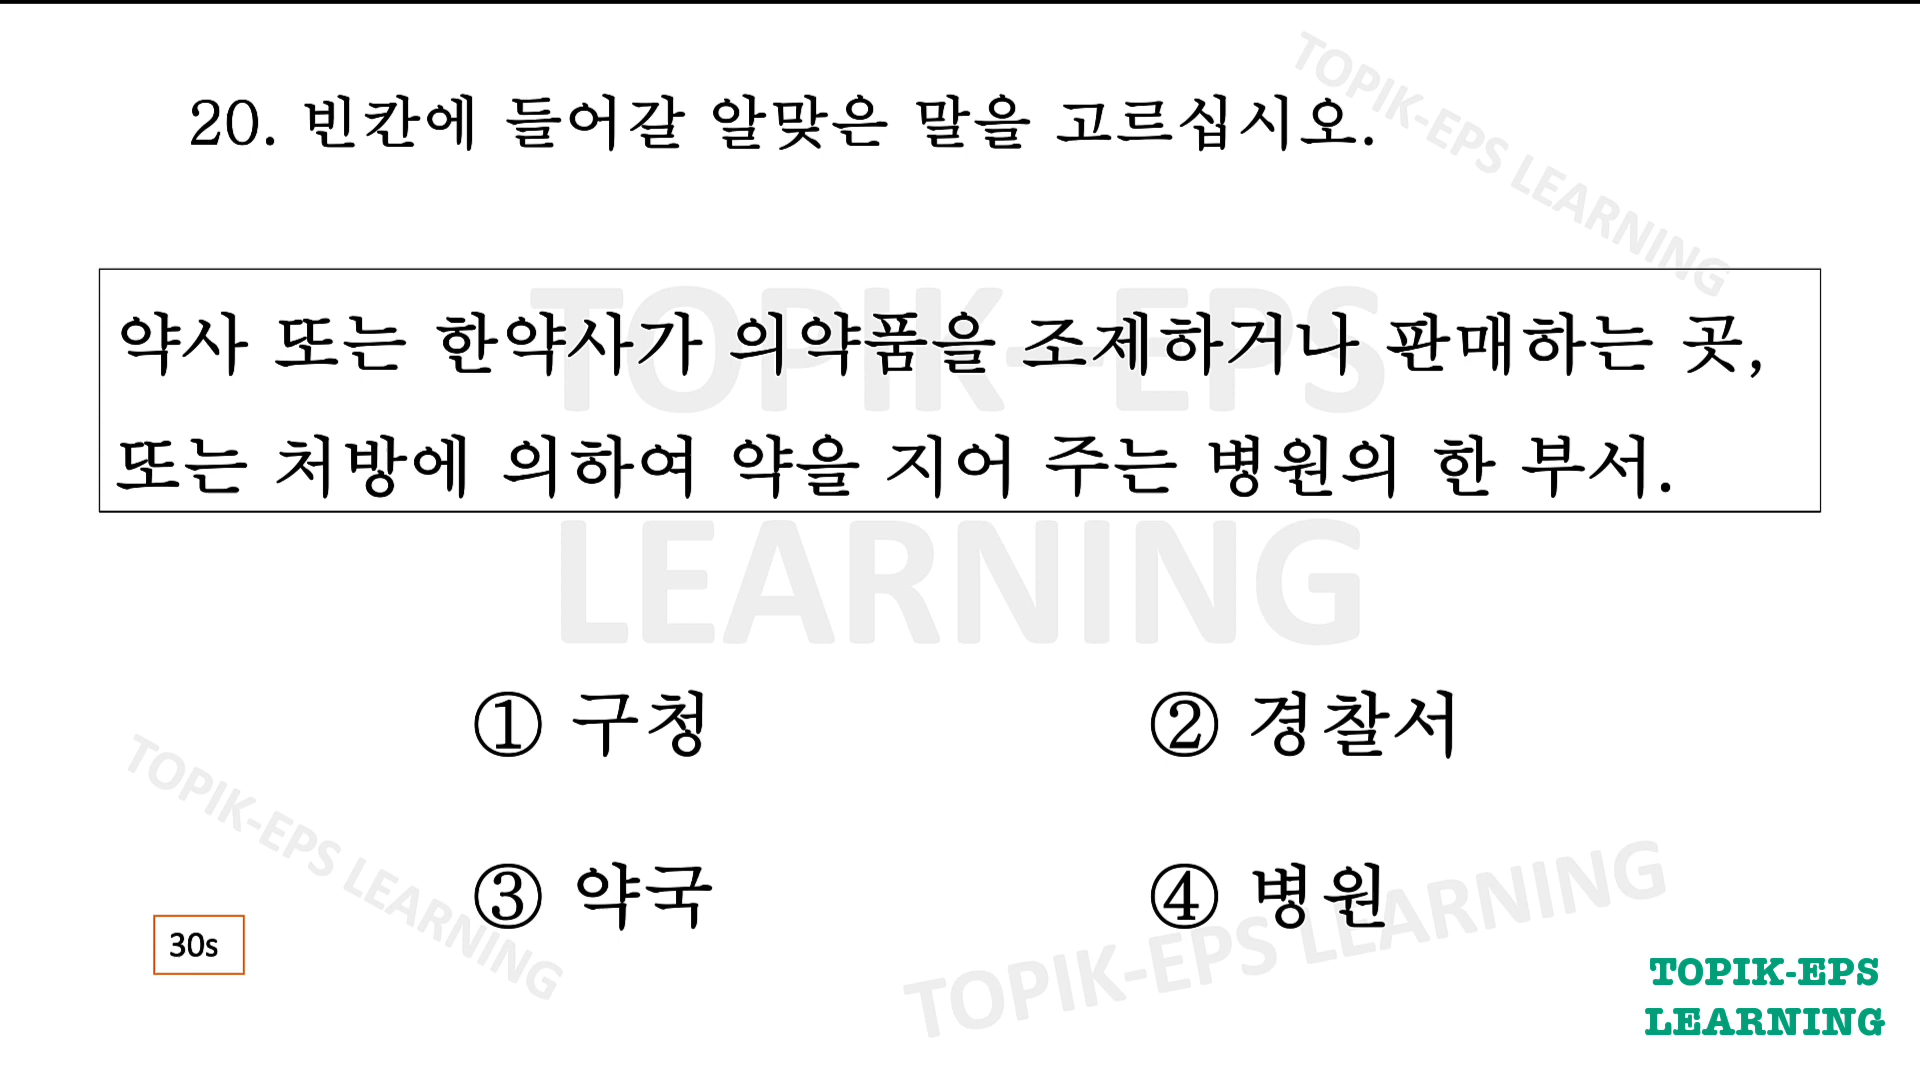 TOPIK-EPS LEARNING
20. 빈칸에 들어갈 알맞은 말을 고르십시오.
약사 또는 한약사가 의약품을 조제하거나 판매하는 곳,
또는 처방에 의하여 약을 지어 주는 병원의 한 부서.
TOPIK-EPS
LEARNING
① 구청
② 경찰서
TOPIK-EPS LEARNING
③ 약국
④ 병원
TOPIK-EPS LEARNING
30s
TOPIK-EPS
LEARNING